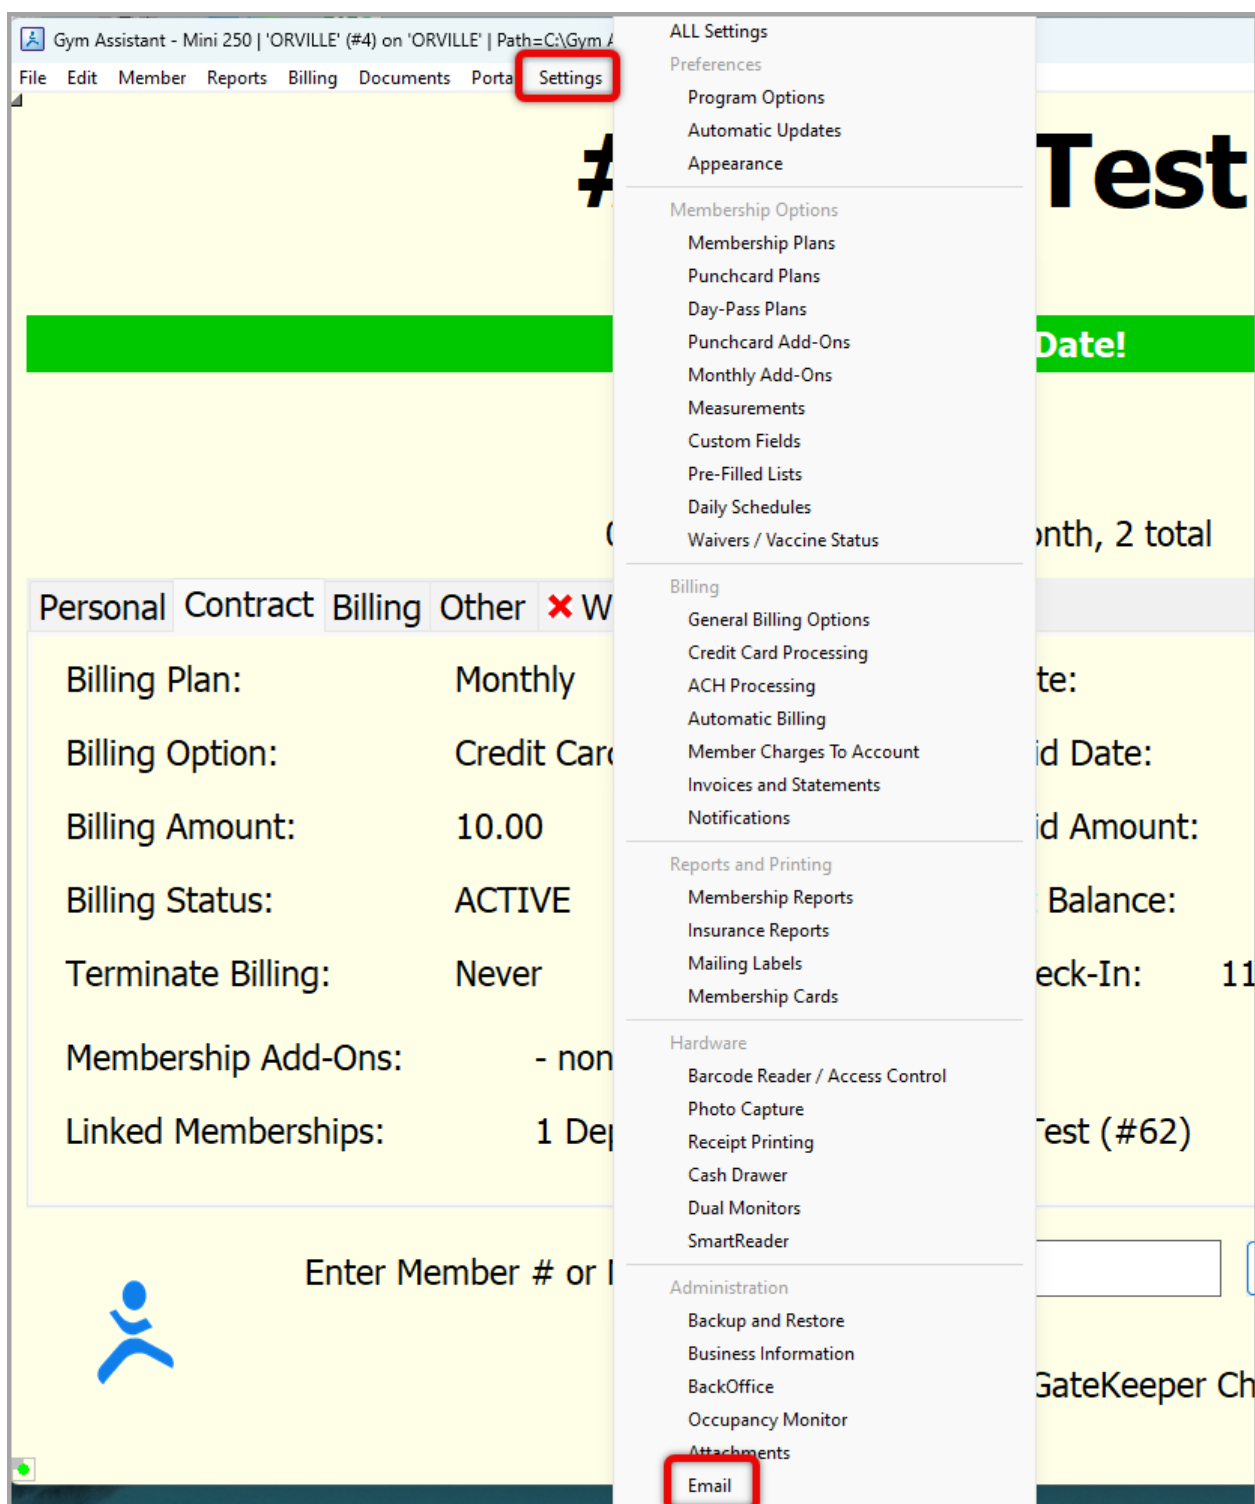 Gym Assistant - Mini 250 | 'ORVILLE' (#4) on 'ORVILLE' | Path=C:\Gym
File Edit Member Reports Billing Documents Porta Settings
# Test
Date!
onth, 2 total
Personal Contract Billing Other ✖ W
Billing Plan: Monthly te:
Billing Option: Credit Card id Date:
Billing Amount: 10.00 id Amount:
Billing Status: ACTIVE Balance:
Terminate Billing: Never eck-In: 11
Membership Add-Ons: - non
Linked Memberships: 1 Dep Test (#62)
Enter Member # or
GateKeeper Ch
ALL Settings
Preferences
Program Options
Automatic Updates
Appearance
Membership Options
Membership Plans
Punchcard Plans
Day-Pass Plans
Punchcard Add-Ons
Monthly Add-Ons
Measurements
Custom Fields
Pre-Filled Lists
Daily Schedules
Waivers / Vaccine Status
Billing
General Billing Options
Credit Card Processing
ACH Processing
Automatic Billing
Member Charges To Account
Invoices and Statements
Notifications
Reports and Printing
Membership Reports
Insurance Reports
Mailing Labels
Membership Cards
Hardware
Barcode Reader / Access Control
Photo Capture
Receipt Printing
Cash Drawer
Dual Monitors
SmartReader
Administration
Backup and Restore
Business Information
BackOffice
Occupancy Monitor
Attachments
Email